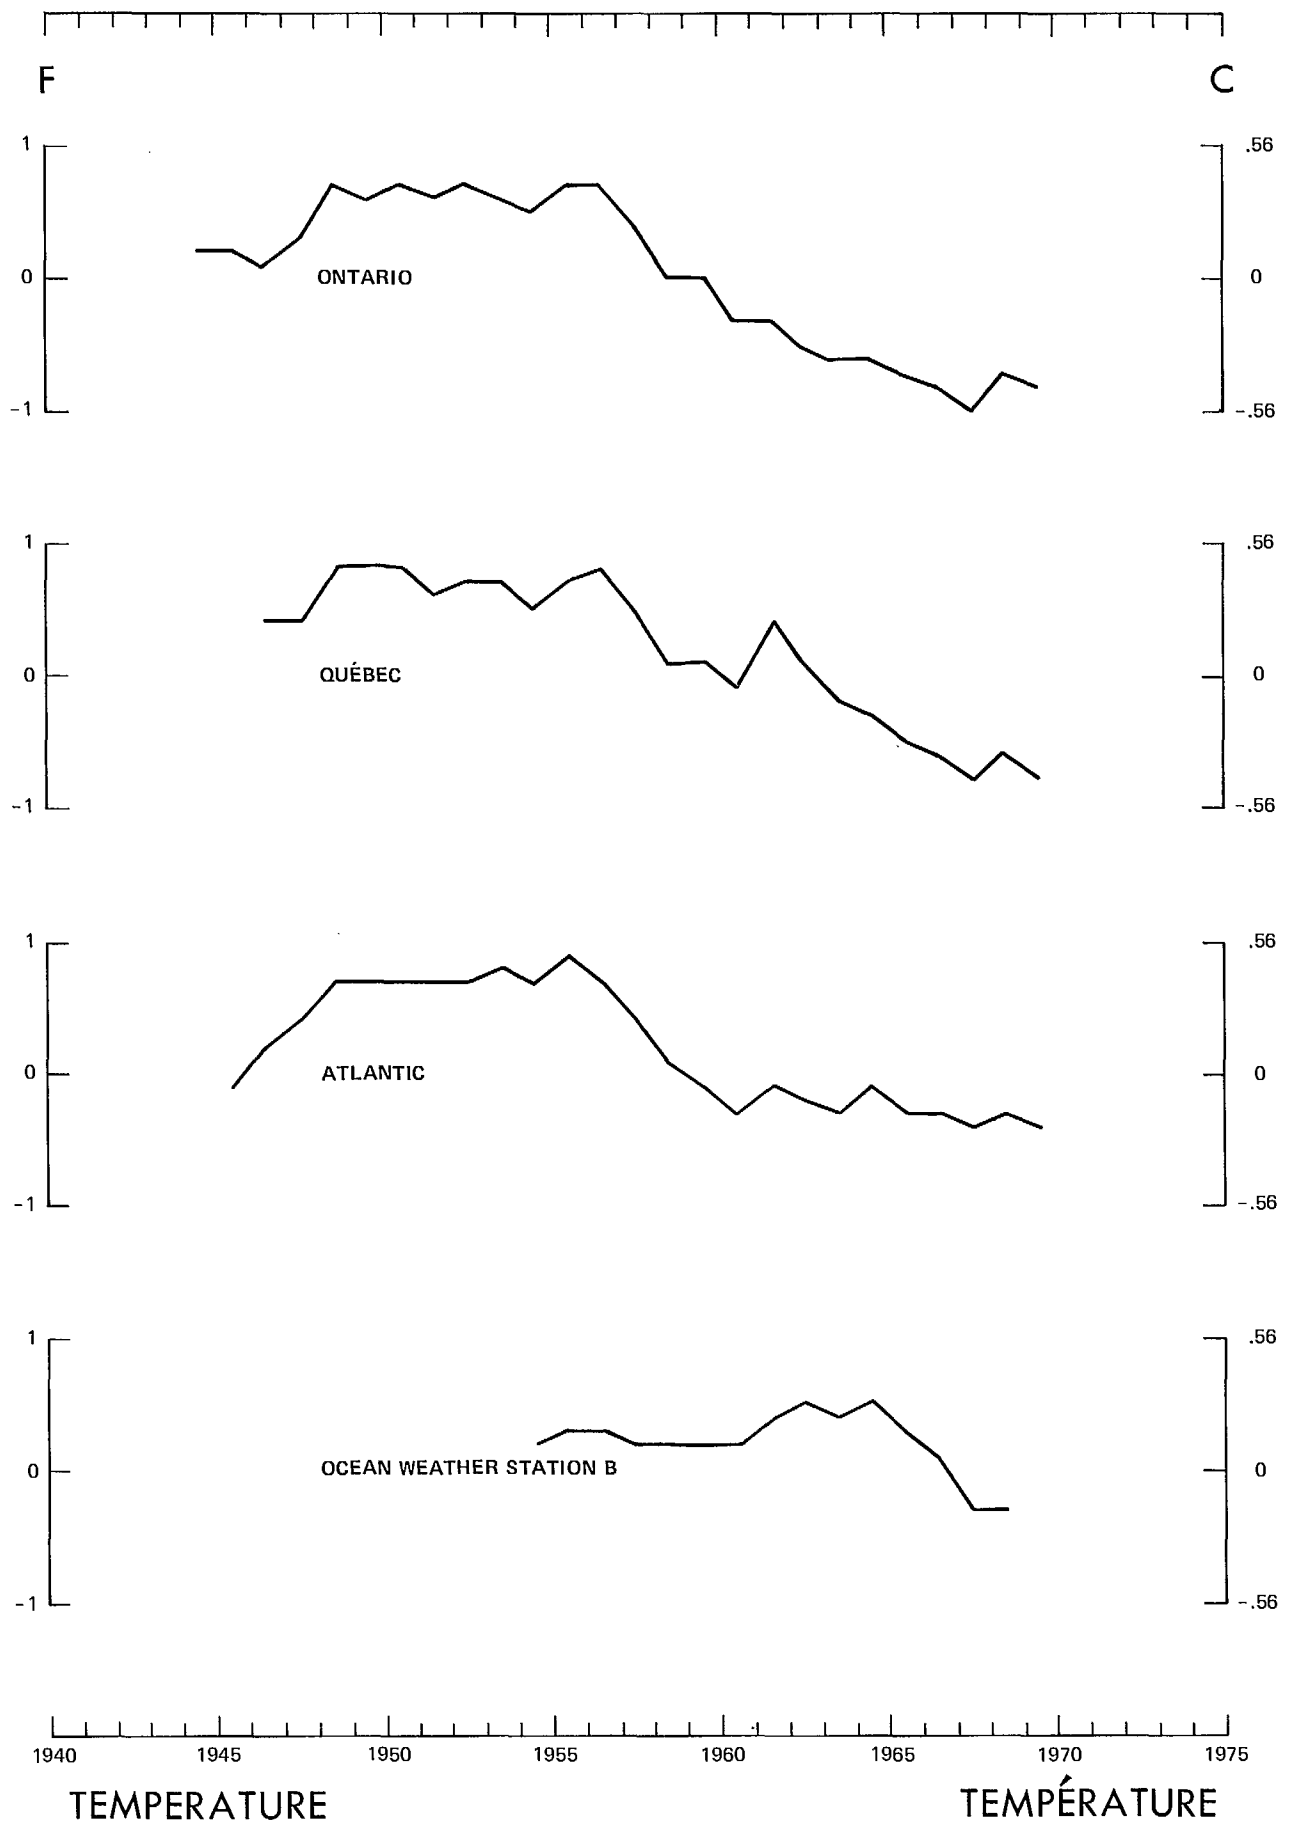 F C
1 .56
ONTARIO
0 0
-1 -.56
1 .56
QUÉBEC
0 0
-1 -.56
1 .56
ATLANTIC
0 0
-1 -.56
1 .56
OCEAN WEATHER STATION B
0 0
-1 -.56
1940 1945 1950 1955 1960 1965 1970 1975
TEMPERATURE TEMPÉRATURE